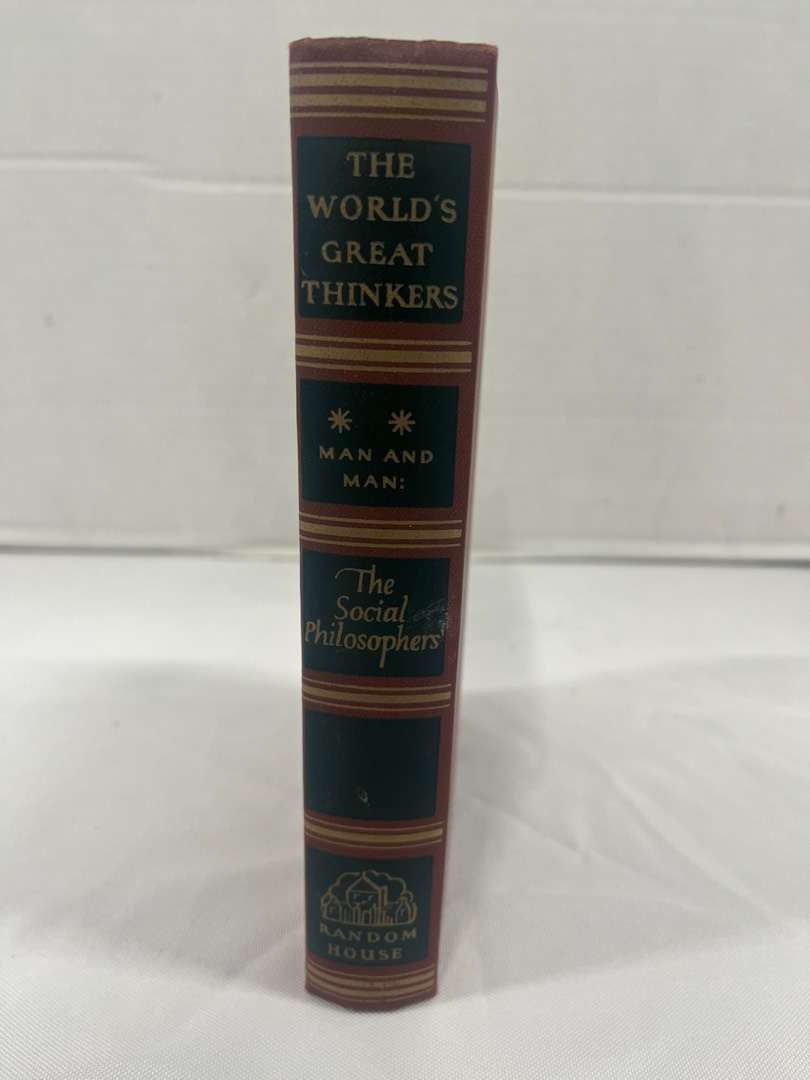 THE
WORLD'S
GREAT
THINKERS
* *
MAN AND
MAN:
The
Social
Philosophers
RANDOM
HOUSE